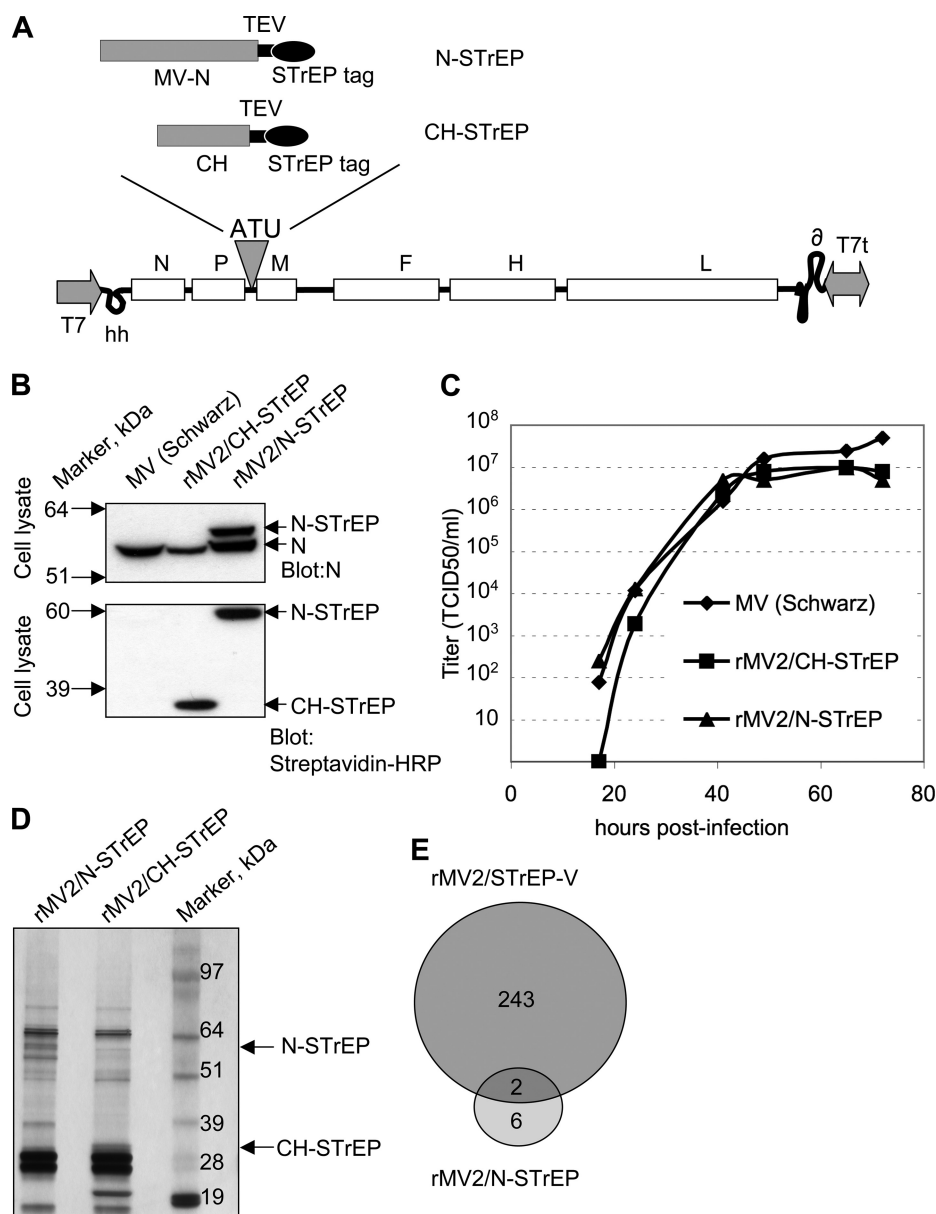 A
TEV
MV-N
STrEP tag
N-STrEP
TEV
CH
STrEP tag
CH-STrEP
ATU
N
P
M
F
H
L
∂
T7t
T7
hh
B
Marker, kDa
MV (Schwarz)
rMV2/CH-STrEP
rMV2/N-STrEP
Cell lysate
64
51
N-STrEP
N
Blot:N
Cell lysate
60
39
N-STrEP
CH-STrEP
Blot:
Streptavidin-HRP
C
Titer (TCID50/ml)
10⁸
10⁷
10⁶
10⁵
10⁴
10³
10²
10
MV (Schwarz)
rMV2/CH-STrEP
rMV2/N-STrEP
0
20
40
60
80
hours post-infection
D
rMV2/N-STrEP
rMV2/CH-STrEP
Marker, kDa
97
64
51
39
28
19
N-STrEP
CH-STrEP
E
rMV2/STrEP-V
243
2
6
rMV2/N-STrEP